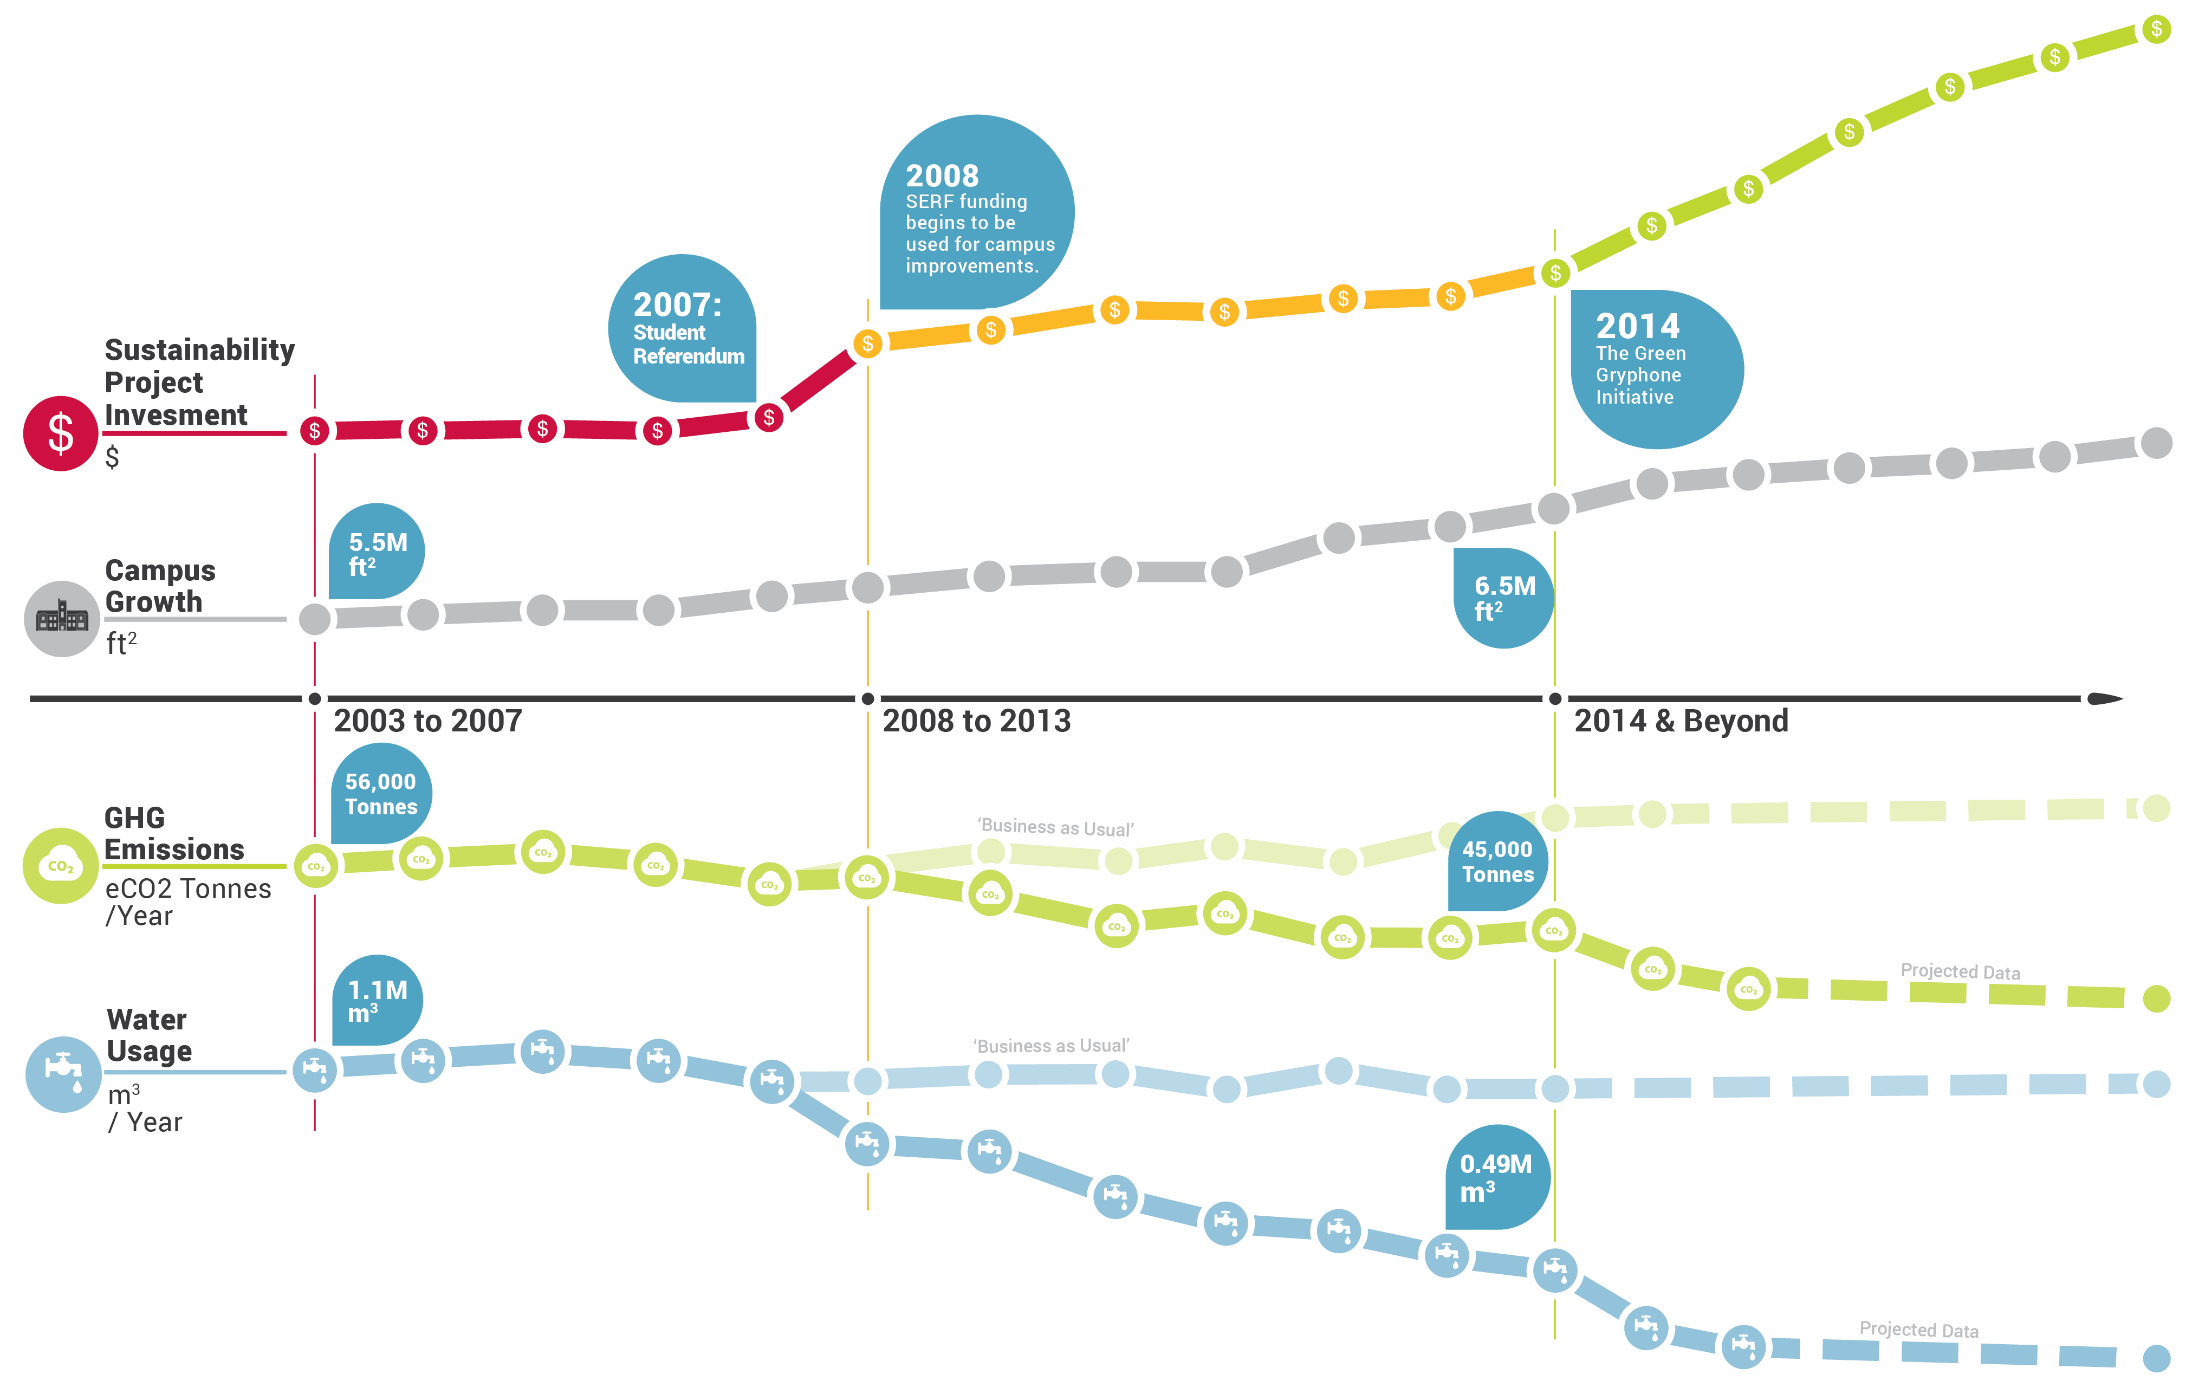 2008
SERF funding
begins to be
used for campus
improvements.
2007:
Student
Referendum
2014
The Green
Gryphone
Initiative
Sustainability
Project
Invesment
$
$
5.5M
ft²
6.5M
ft²
Campus
Growth
ft²
2003 to 2007
2008 to 2013
2014 & Beyond
56,000
Tonnes
GHG
Emissions
CO₂
eCO2 Tonnes
/Year
'Business as Usual'
45,000
Tonnes
Projected Data
1.1M
m³
Water
Usage
m³
/ Year
'Business as Usual'
0.49M
m³
Projected Data